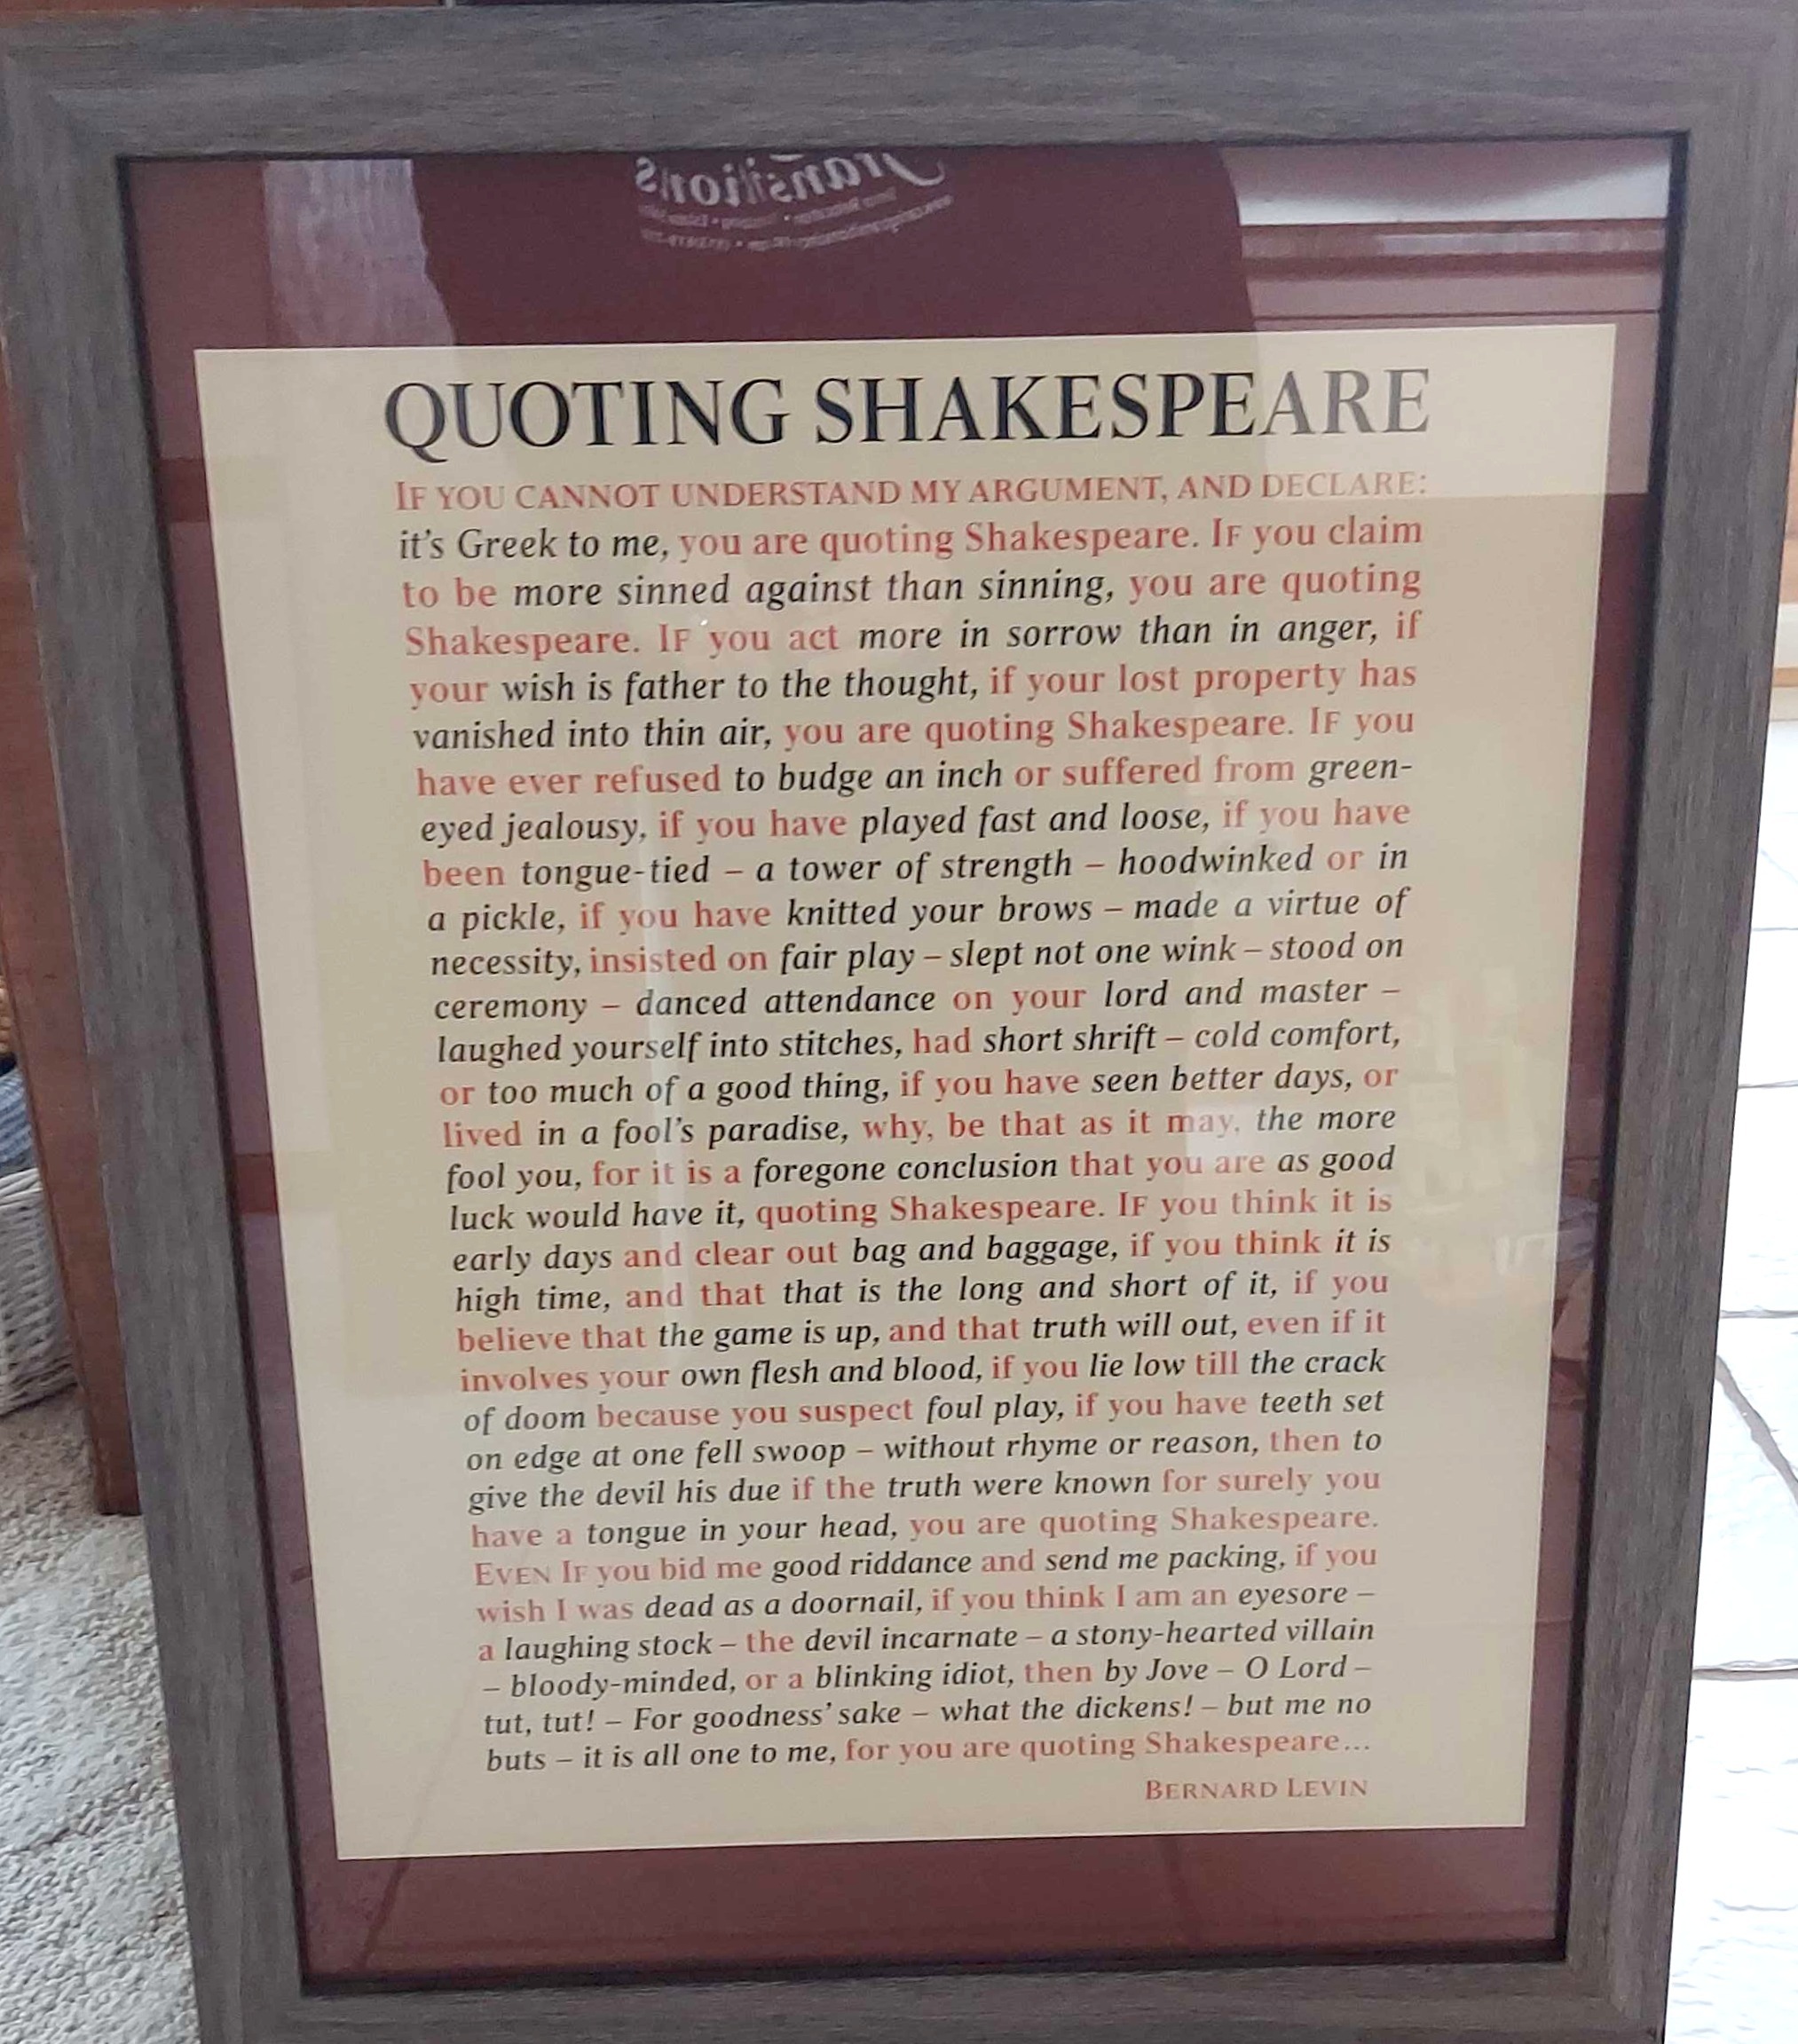 Transitions
QUOTING SHAKESPEARE
IF YOU CANNOT UNDERSTAND MY ARGUMENT, AND DECLARE:
it's Greek to me, you are quoting Shakespeare. IF you claim
to be more sinned against than sinning, you are quoting
Shakespeare. IF you act more in sorrow than in anger, if
your wish is father to the thought, if your lost property has
vanished into thin air, you are quoting Shakespeare. IF you
have ever refused to budge an inch or suffered from green-
eyed jealousy, if you have played fast and loose, if you have
been tongue-tied – a tower of strength – hoodwinked or in
a pickle, if you have knitted your brows – made a virtue of
necessity, insisted on fair play – slept not one wink – stood on
ceremony – danced attendance on your lord and master –
laughed yourself into stitches, had short shrift – cold comfort,
or too much of a good thing, if you have seen better days, or
lived in a fool's paradise, why, be that as it may, the more
fool you, for it is a foregone conclusion that you are as good
luck would have it, quoting Shakespeare. IF you think it is
early days and clear out bag and baggage, if you think it is
high time, and that that is the long and short of it, if you
believe that the game is up, and that truth will out, even if it
involves your own flesh and blood, if you lie low till the crack
of doom because you suspect foul play, if you have teeth set
on edge at one fell swoop – without rhyme or reason, then to
give the devil his due if the truth were known for surely you
have a tongue in your head, you are quoting Shakespeare.
EVEN IF you bid me good riddance and send me packing, if you
wish I was dead as a doornail, if you think I am an eyesore –
a laughing stock – the devil incarnate – a stony-hearted villain
– bloody-minded, or a blinking idiot, then by Jove – O Lord –
tut, tut! – For goodness' sake – what the dickens! – but me no
buts – it is all one to me, for you are quoting Shakespeare...
BERNARD LEVIN